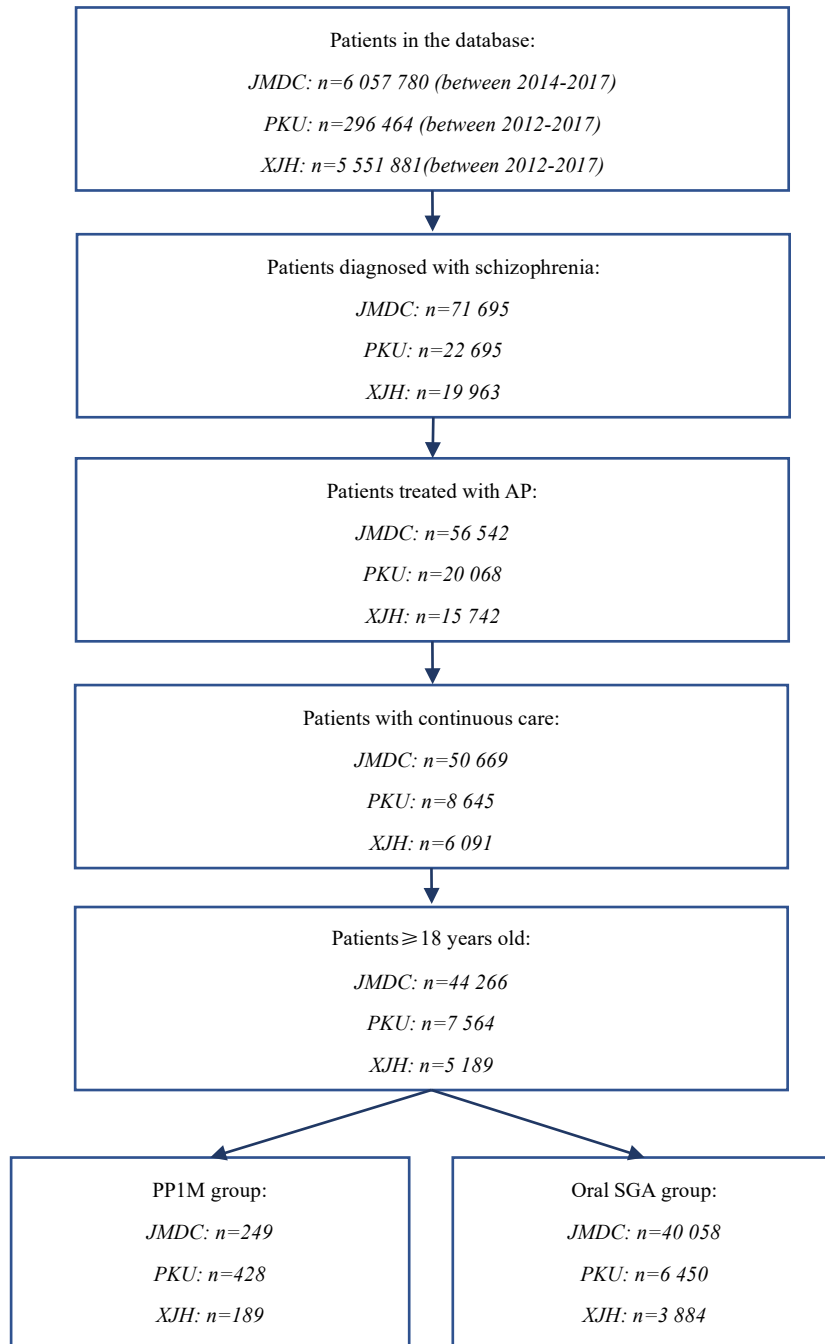 Patients in the database:
JMDC: n=6 057 780 (between 2014-2017)
PKU: n=296 464 (between 2012-2017)
XJH: n=5 551 881(between 2012-2017)
Patients diagnosed with schizophrenia:
JMDC: n=71 695
PKU: n=22 695
XJH: n=19 963
Patients treated with AP:
JMDC: n=56 542
PKU: n=20 068
XJH: n=15 742
Patients with continuous care:
JMDC: n=50 669
PKU: n=8 645
XJH: n=6 091
Patients⩾18 years old:
JMDC: n=44 266
PKU: n=7 564
XJH: n=5 189
PP1M group:
JMDC: n=249
PKU: n=428
XJH: n=189
Oral SGA group:
JMDC: n=40 058
PKU: n=6 450
XJH: n=3 884